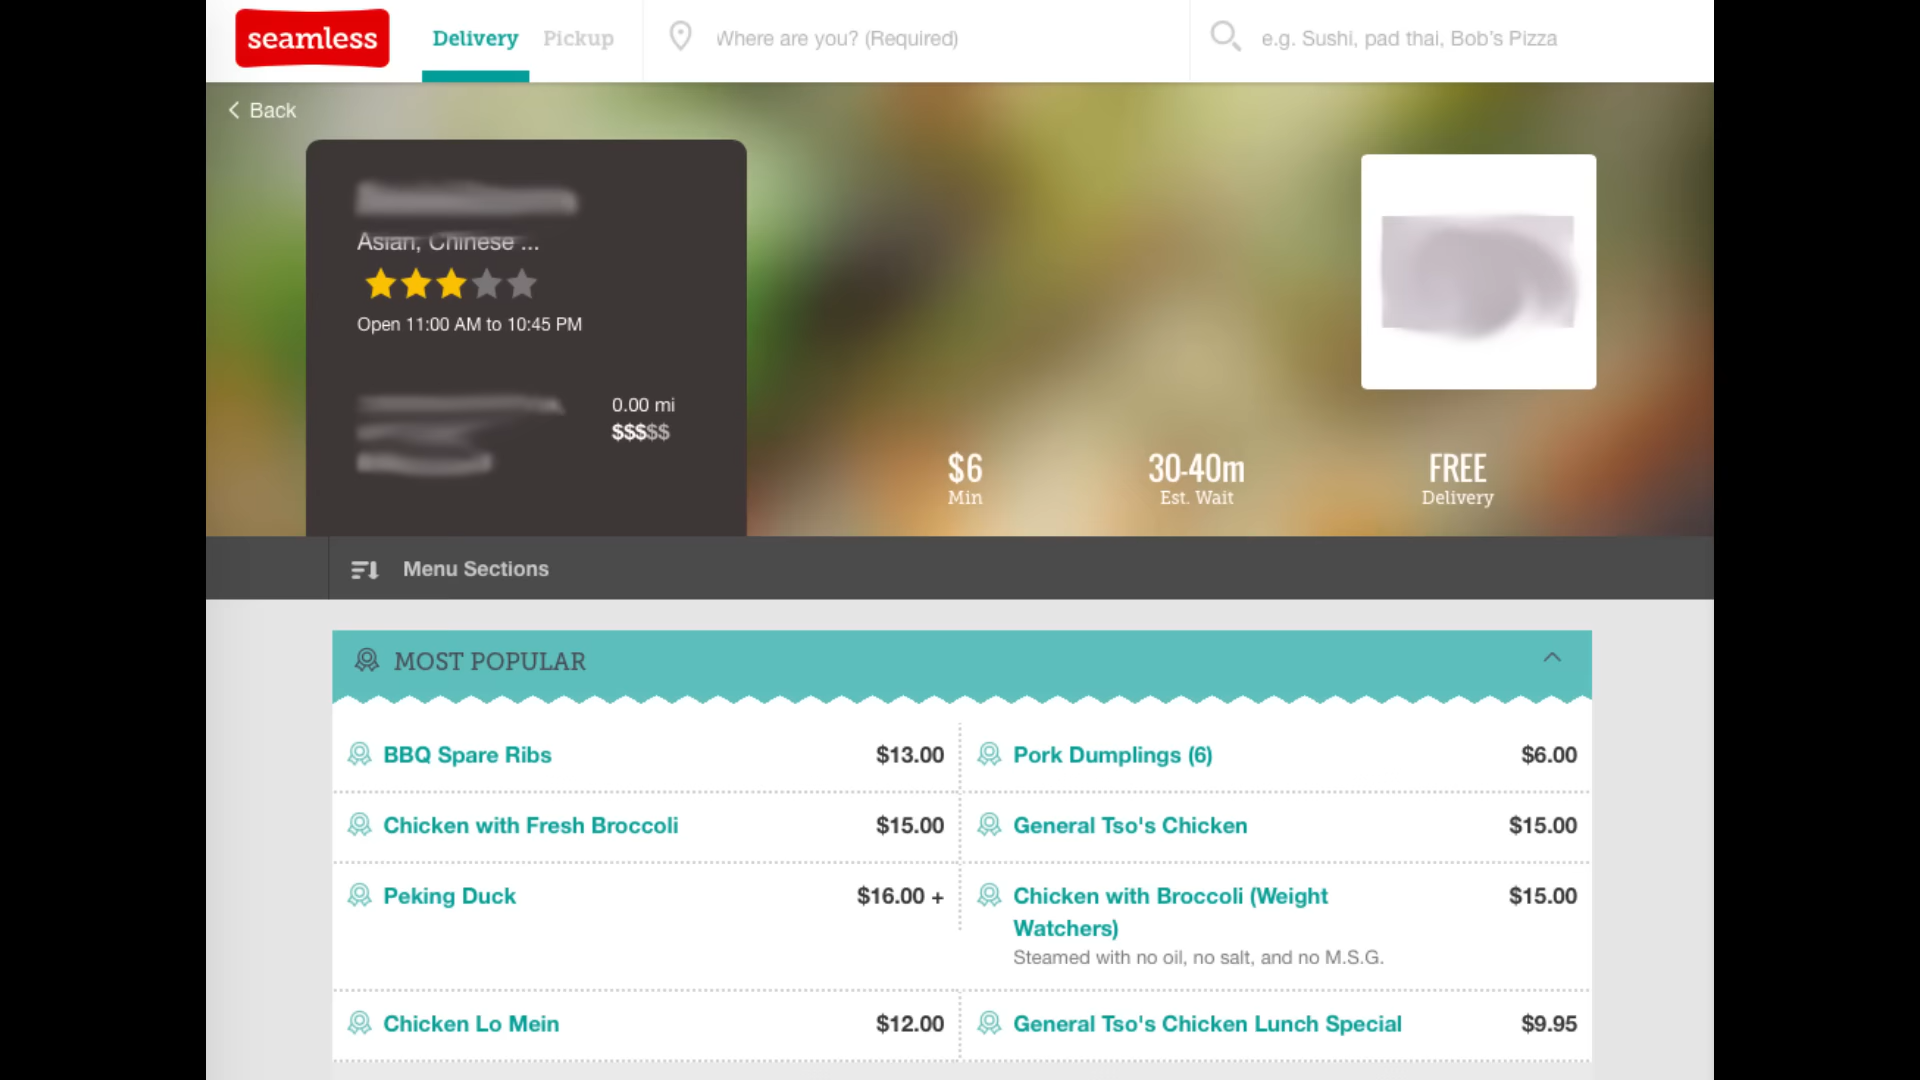 seamless
Delivery
Pickup
Where are you? (Required)
e.g. Sushi, pad thai, Bob's Pizza
Back
Asian, Chinese ...
Open 11:00 AM to 10:45 PM
0.00 mi
$$$$$
$6
Min
30-40m
Est. Wait
FREE
Delivery
Menu Sections
MOST POPULAR
BBQ Spare Ribs $13.00
Pork Dumplings (6) $6.00
Chicken with Fresh Broccoli $15.00
General Tso's Chicken $15.00
Peking Duck $16.00 +
Chicken with Broccoli (Weight $15.00
Watchers)
Steamed with no oil, no salt, and no M.S.G.
Chicken Lo Mein $12.00
General Tso's Chicken Lunch Special $9.95